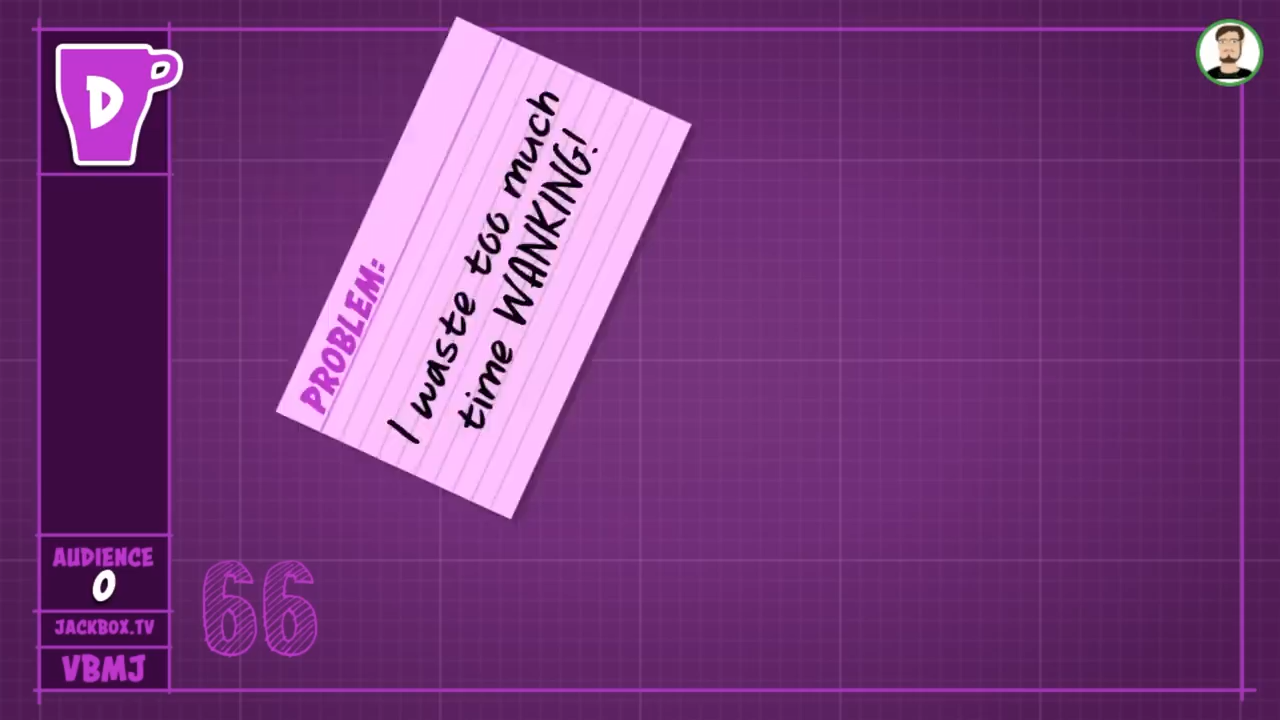 D
PROBLEM:
I waste too much
time WANKING!
AUDIENCE
0
JACKBOX.TV
VBMJ
66